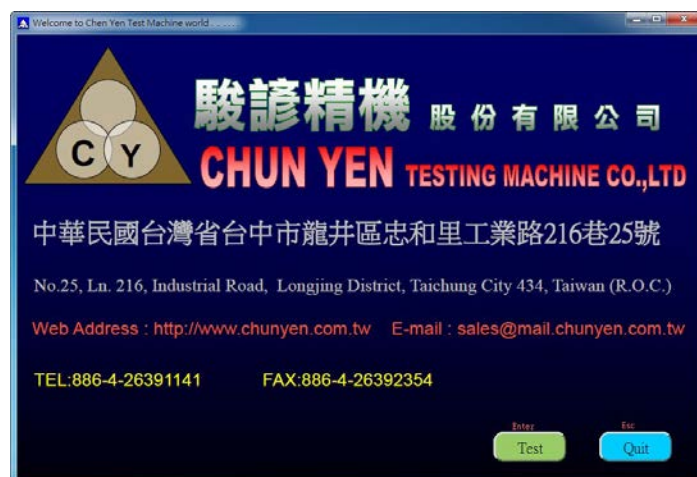 Welcome to Chen Yen Test Machine world . . . . . .
C Y
駿諺精機 股份有限公司
CHUN YEN TESTING MACHINE CO.,LTD
中華民國台灣省台中市龍井區忠和里工業路216巷25號
No.25, Ln. 216, Industrial Road, Longjing District, Taichung City 434, Taiwan (R.O.C.)
Web Address : http://www.chunyen.com.tw E-mail : sales@mail.chunyen.com.tw
TEL:886-4-26391141 FAX:886-4-26392354
Enter Esc
Test Quit